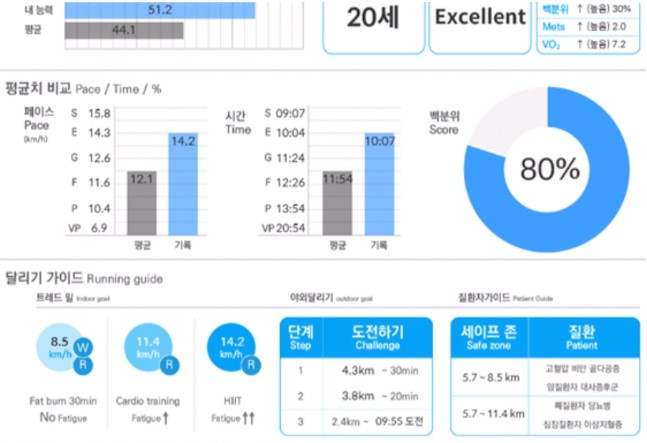 내 능력 51.2
평균 44.1
20세
Excellent
백분위 ↑ (높음) 30%
Mets ↑ (높음) 2.0
VO₂ ↑ (높음) 7.2
평균치 비교 Pace / Time / %
페이스
Pace
(km/h)
S 15.8
E 14.3
G 12.6
F 11.6
P 10.4
VP 6.9
12.1
14.2
평균 기록
시간
Time
S 09:07
E 10:04
G 11:24
F 12:26
P 13:54
VP 20:54
11:54
10:07
평균 기록
백분위
Score
80%
달리기 가이드 Running guide
트레드 밀 Indoor goal
8.5
km/h
W
R
Fat burn 30min
No Fatigue
11.4
km/h
R
Cardio training
Fatigue↑
14.2
km/h
R
HIIT
Fatigue↑↑
야외달리기 outdoor goal
단계 도전하기
Step Challenge
1 4.3km ~ 30min
2 3.8km ~ 20min
3 2.4km ~ 09:55 도전
질환자가이드 Patient Guide
세이프 존 질환
Safe zone Patient
5.7 ~ 8.5 km
고혈압 비만 골다공증
암질환자 대사증후군
5.7 ~ 11.4 km
폐질환자 당뇨병
심장질환자 이상지혈증